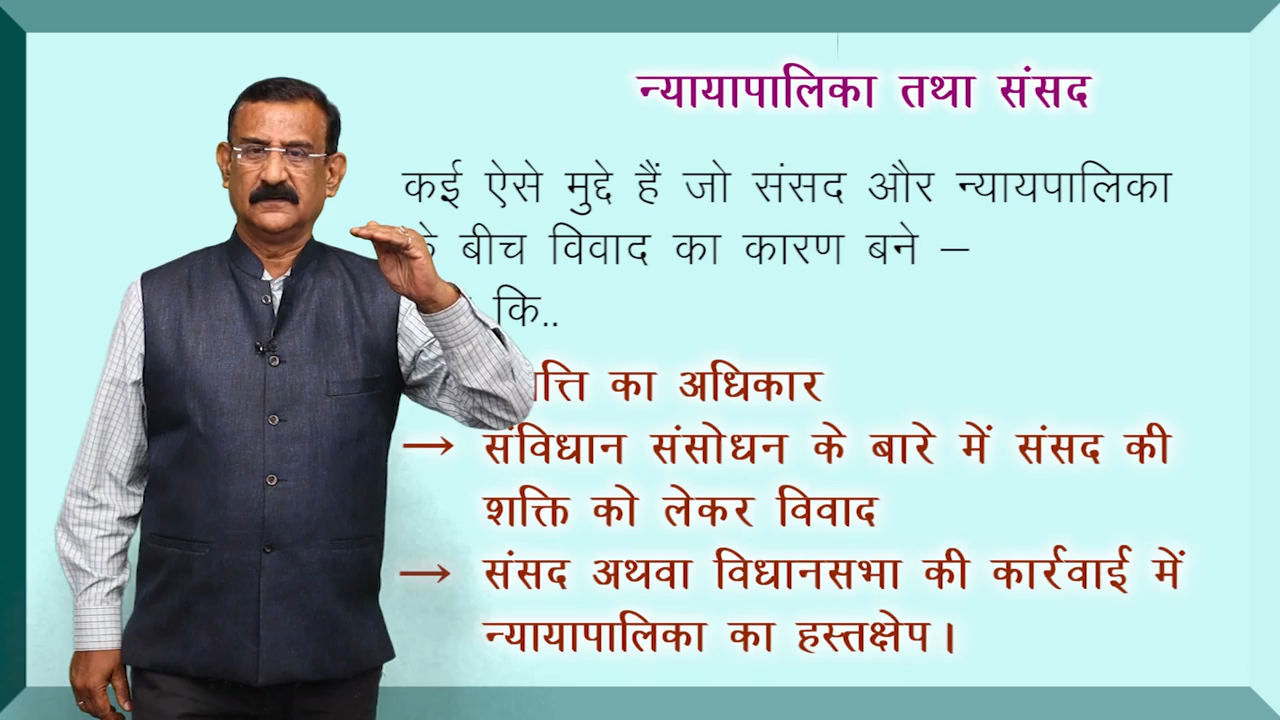 न्यायापालिका तथा संसद
कई ऐसे मुद्दे हैं जो संसद और न्यायपालिका
बीच विवाद का कारण बने –
कि..
का अधिकार
→ संविधान संसोधन के बारे में संसद की
शक्ति को लेकर विवाद
→ संसद अथवा विधानसभा की कार्रवाई में
न्यायापालिका का हस्तक्षेप।